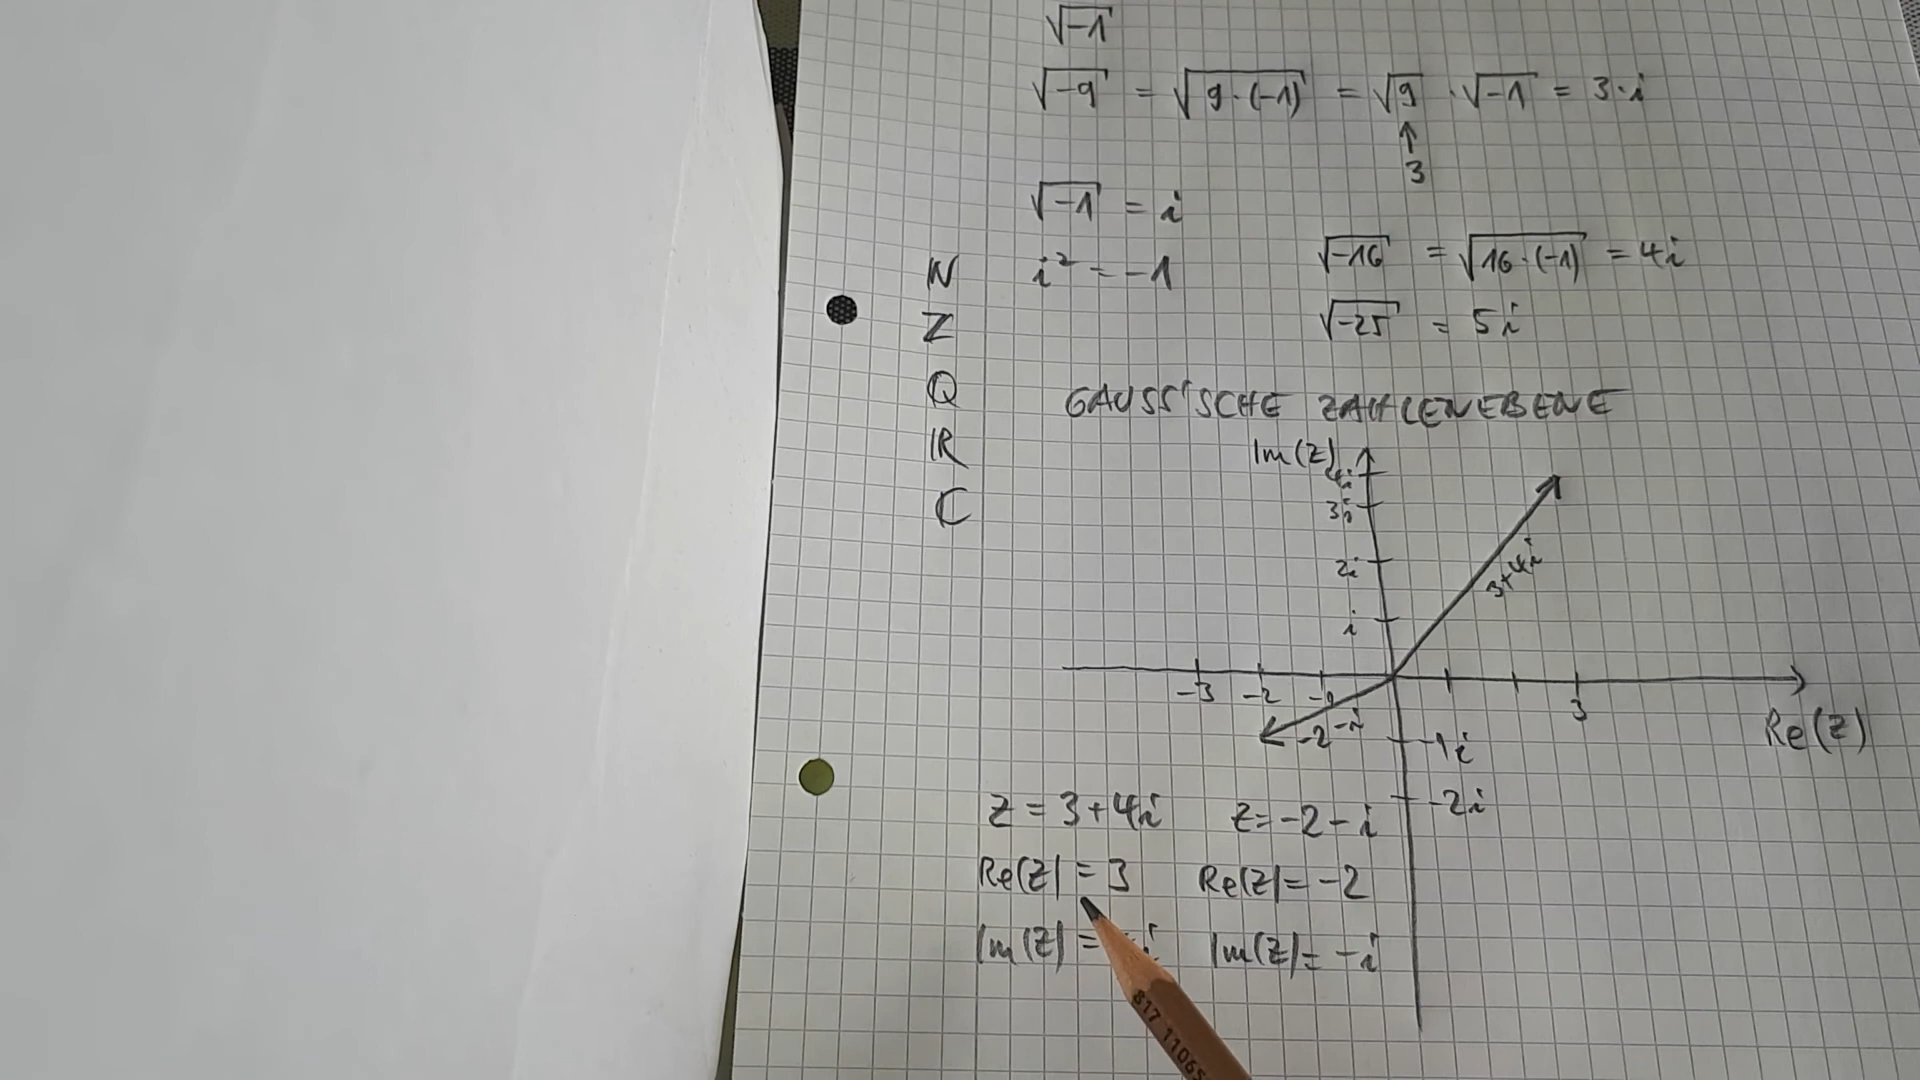 √-1
√-9 = √9·(-1) = √9 · √-1 = 3·i
↑
3
√-1 = i
ℕ
i² = -1
√-16 = √16·(-1) = 4i
ℤ
√-25 = 5i
ℚ
GAUSS'SCHE ZAHLENEBENE
ℝ
Im(z)
4i
3i
ℂ
2i
3+4i
i
-3 -2 -1
3
Re(z)
-2-i
-1i
-2i
z = 3+4i
z=-2-i
Re(z) = 3
Re(z) = -2
Im(z) = i
Im(z) = -i
817 11065